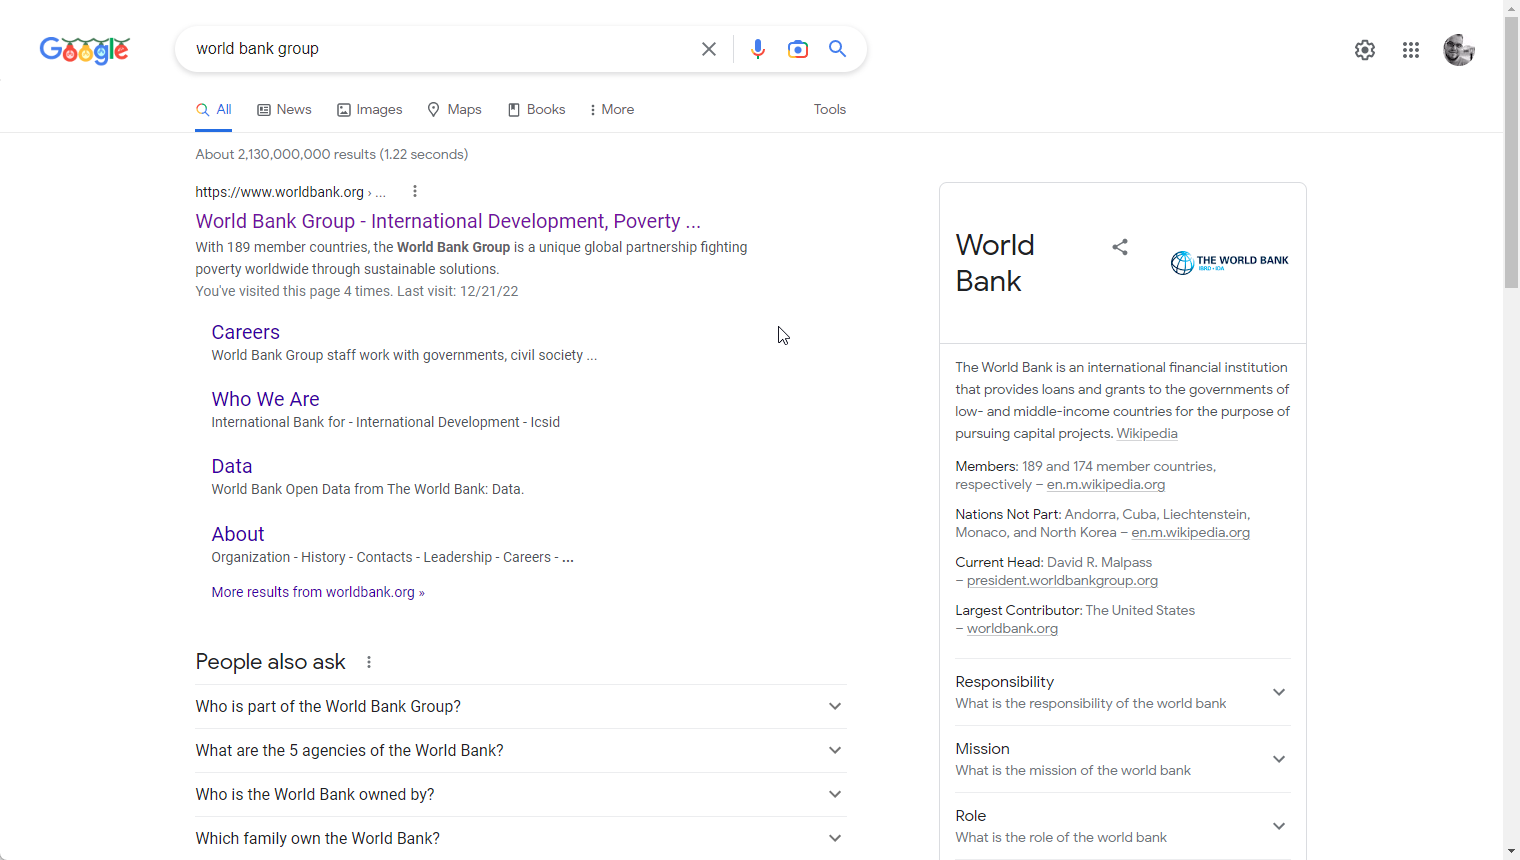 Google
world bank group
All
News
Images
Maps
Books
More
Tools
About 2,130,000,000 results (1.22 seconds)
https://www.worldbank.org › ...
World Bank Group - International Development, Poverty ...
With 189 member countries, the World Bank Group is a unique global partnership fighting
poverty worldwide through sustainable solutions.
You've visited this page 4 times. Last visit: 12/21/22
Careers
World Bank Group staff work with governments, civil society ...
Who We Are
International Bank for - International Development - Icsid
Data
World Bank Open Data from The World Bank: Data.
About
Organization - History - Contacts - Leadership - Careers - ...
More results from worldbank.org »
People also ask
Who is part of the World Bank Group?
What are the 5 agencies of the World Bank?
Who is the World Bank owned by?
Which family own the World Bank?
World
Bank
THE WORLD BANK
IBRD • IDA
The World Bank is an international financial institution
that provides loans and grants to the governments of
low- and middle-income countries for the purpose of
pursuing capital projects. Wikipedia
Members: 189 and 174 member countries,
respectively – en.m.wikipedia.org
Nations Not Part: Andorra, Cuba, Liechtenstein,
Monaco, and North Korea – en.m.wikipedia.org
Current Head: David R. Malpass
– president.worldbankgroup.org
Largest Contributor: The United States
– worldbank.org
Responsibility
What is the responsibility of the world bank
Mission
What is the mission of the world bank
Role
What is the role of the world bank